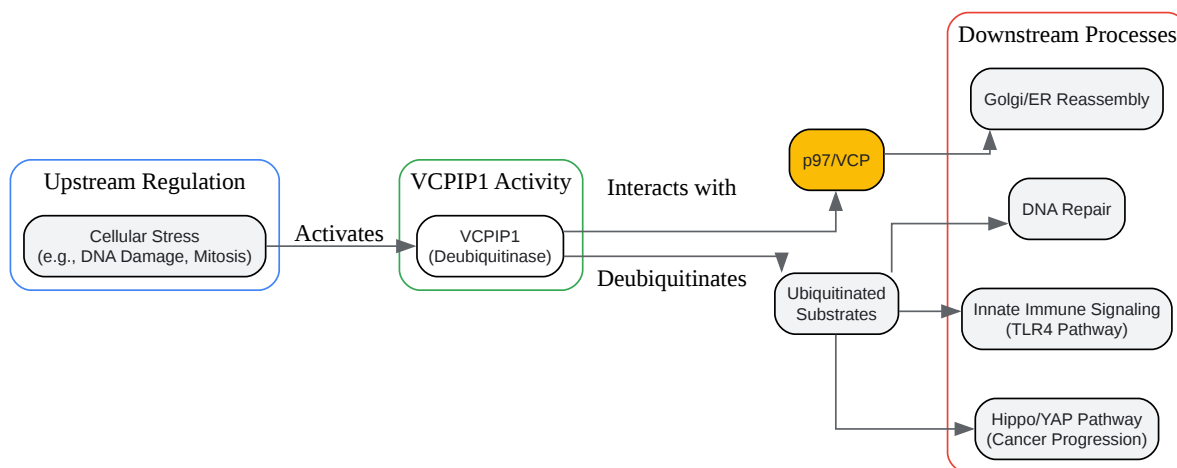 Upstream Regulation
Cellular Stress
(e.g., DNA Damage, Mitosis)
Activates
VCPIP1 Activity
VCPIP1
(Deubiquitinase)
Interacts with
Deubiquitinates
p97/VCP
Ubiquitinated
Substrates
Downstream Processes
Golgi/ER Reassembly
DNA Repair
Innate Immune Signaling
(TLR4 Pathway)
Hippo/YAP Pathway
(Cancer Progression)